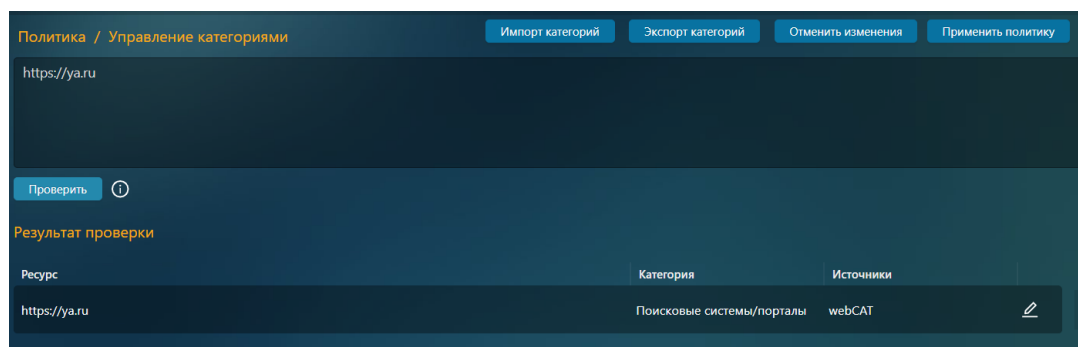 Политика / Управление категориями
Импорт категорий
Экспорт категорий
Отменить изменения
Применить политику
https://ya.ru
Проверить
Результат проверки
Ресурс Категория Источники
https://ya.ru Поисковые системы/порталы webCAT